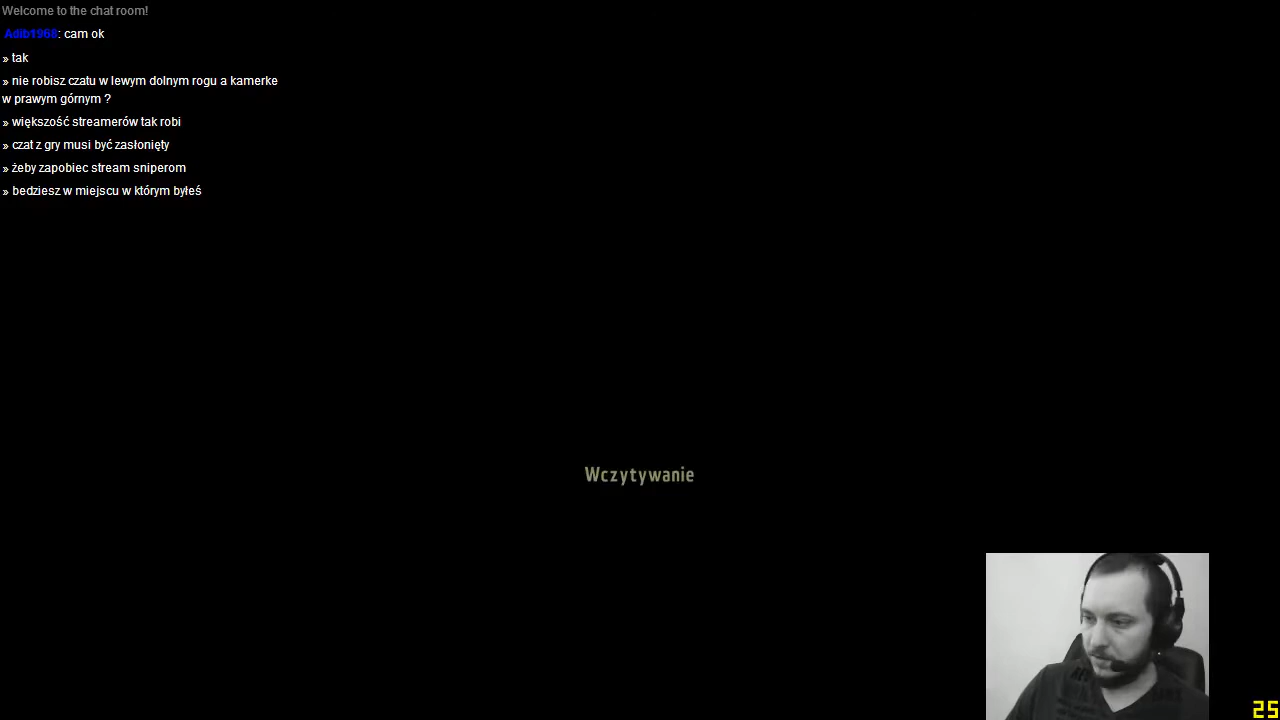 Welcome to the chat room!
Adib1968: cam ok
» tak
» nie robisz czatu w lewym dolnym rogu a kamerke
w prawym górnym ?
» większość streamerów tak robi
» czat z gry musi być zasłonięty
» żeby zapobiec stream sniperom
» bedziesz w miejscu w którym byłeś
Wczytywanie
25